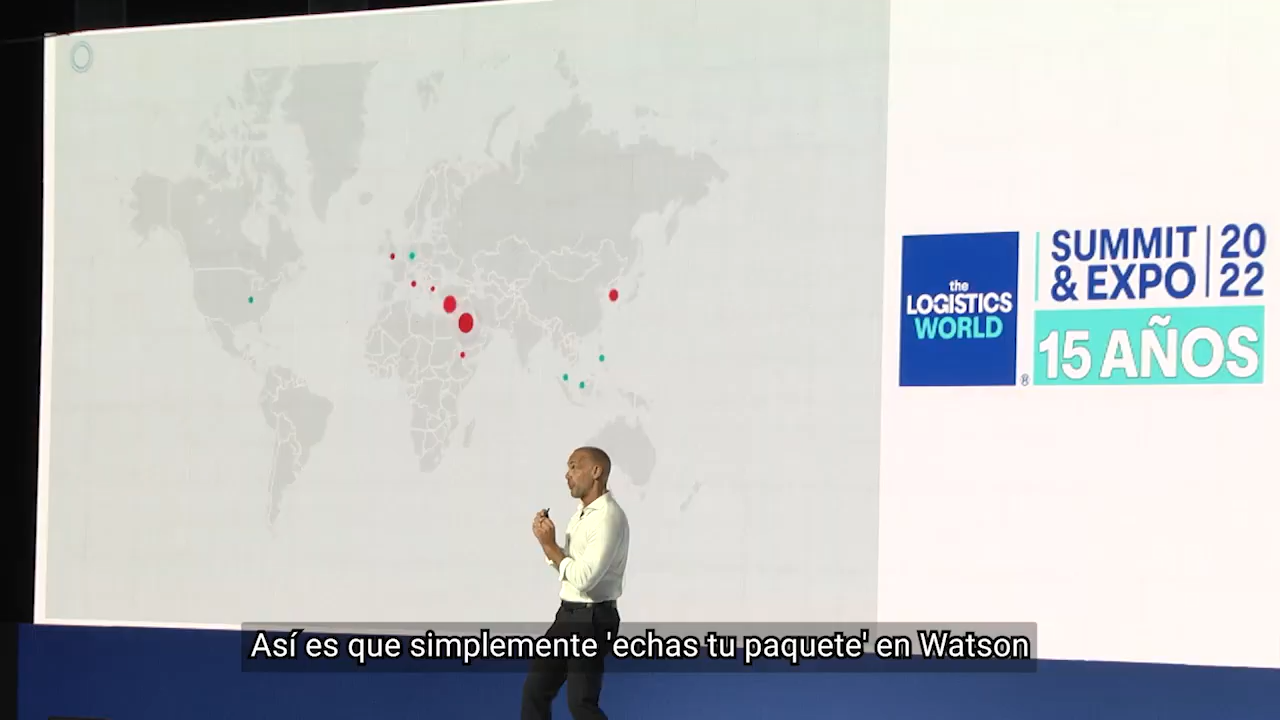 the
LOGISTICS
WORLD
®
SUMMIT
& EXPO
20
22
15 AÑOS
Así es que simplemente 'echas tu paquete' en Watson